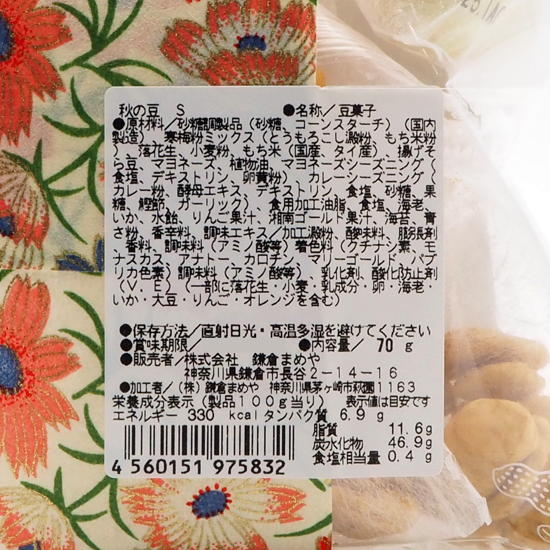 秋の豆 S ●名称／豆菓子
●原材料／砂糖調製品（砂糖、コーンスターチ）（国内
製造）、寒梅粉ミックス（とうもろこし澱粉、もち米粉
）、落花生、小麦粉、もち米（国産、タイ産）、揚げそ
ら豆、マヨネーズ、植物油、マヨネーズシーズニング（
食塩、デキストリン、卵黄粉）、カレーシーズニング（
カレー粉、酵母エキス、デキストリン、食塩、砂糖、果
糖、鰹節、ガーリック）、食用加工油脂、食塩、海老、
いか、水飴、りんご果汁、湘南ゴールド果汁、海苔、青
さ粉、香辛料、調味エキス／加工澱粉、酸味料、膨張剤
、香料、調味料（アミノ酸等）着色料（クチナシ素、モ
ナスカス、アナトー、カロチン、マリーゴールド、パプ
リカ色素）調味料（アミノ酸等）、乳化剤、酸化防止剤
（V．E）（一部に落花生・小麦・乳成分・卵・海老・
いか・大豆・りんご・オレンジを含む）
●保存方法／直射日光・高温多湿を避けてください
●賞味期限／ ●内容量／ 70 g
●販売者／株式会社 鎌倉まめや
神奈川県鎌倉市長谷２－１４－１６
●加工者／（株）鎌倉まめや 神奈川県茅ヶ崎市萩園1163
栄養成分表示（製品100g当り） 表示値は目安です
エネルギー 330 kcal タンパク質 6.9 g
脂質 11.6g
炭水化物 46.9g
食塩相当量 0.4 g
4 560151 975832